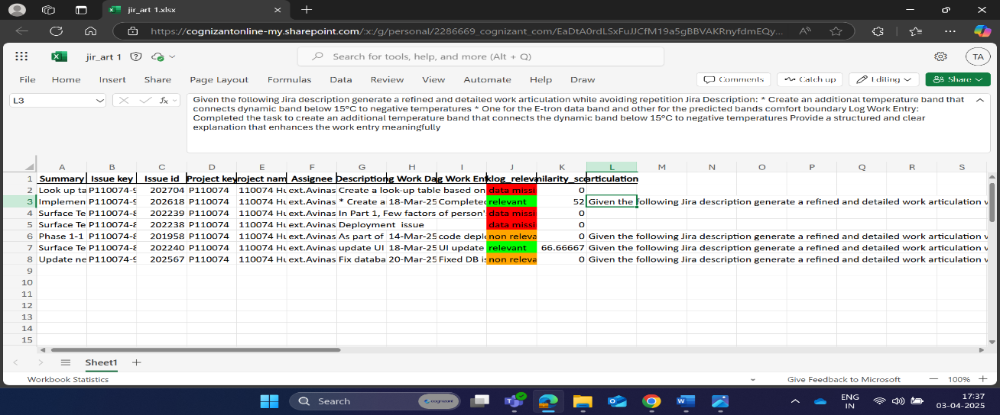 jir_art 1.xlsx
https://cognizantonline-my.sharepoint.com/:x:/g/personal/2286669_cognizant_com/EaDtA0rdLSxFuJJCfM19a5gBBVAKRnyfdmEQy...
jir_art 1
Search for tools, help, and more (Alt + Q)
TA
File Home Insert Share Page Layout Formulas Data Review View Automate Help Draw
Comments Catch up Editing Share
L3
fx
Given the following Jira description generate a refined and detailed work articulation while avoiding repetition Jira Description: * Create an additional temperature band that
connects dynamic band below 15°C to negative temperatures * One for the E-tron data band and other for the predicted bands comfort boundary Log Work Entry:
Completed the task to create an additional temperature band that connects the dynamic band below 15°C to negative temperatures Provide a structured and clear
explanation that enhances the work entry meaningfully
A B C D E F G H I J K L M N O P Q R S
1 Summary Issue key Issue id Project key roject nam Assignee Description g Work Da g Work Ent klog_releva nilarity_sco articulation
2 Look up ta P110074-9 202704 P110074 110074 Hu ext.Avinas Create a look-up table based on data missi 0
3 Implemen P110074-9 202618 P110074 110074 Hu ext.Avinas * Create a 18-Mar-25 Completed relevant 52 Given the following Jira description generate a refined and detailed work articulation w
4 Surface Te P110074-8 202239 P110074 110074 Hu ext.Avinas In Part 1, Few factors of person' data missi 0
5 Surface Te P110074-8 202238 P110074 110074 Hu ext.Avinas Deployment issue data missi 0
6 Phase 1-1 P110074-8 201958 P110074 110074 Hu ext.Avinas As part of 14-Mar-25 code deplo non releva 0 Given the following Jira description generate a refined and detailed work articulation w
7 Surface Te P110074-8 202240 P110074 110074 Hu ext.Avinas update UI 18-Mar-25 UI update relevant 66.66667 Given the following Jira description generate a refined and detailed work articulation w
8 Update ne P110074-9 202567 P110074 110074 Hu ext.Avinas Fix databa 20-Mar-25 Fixed DB is non releva 0 Given the following Jira description generate a refined and detailed work articulation w
9
10
11
12
13
14
15
Sheet1
Workbook Statistics
Give Feedback to Microsoft
100%
Search
cognizant
ENG
IN
17:37
03-04-2025